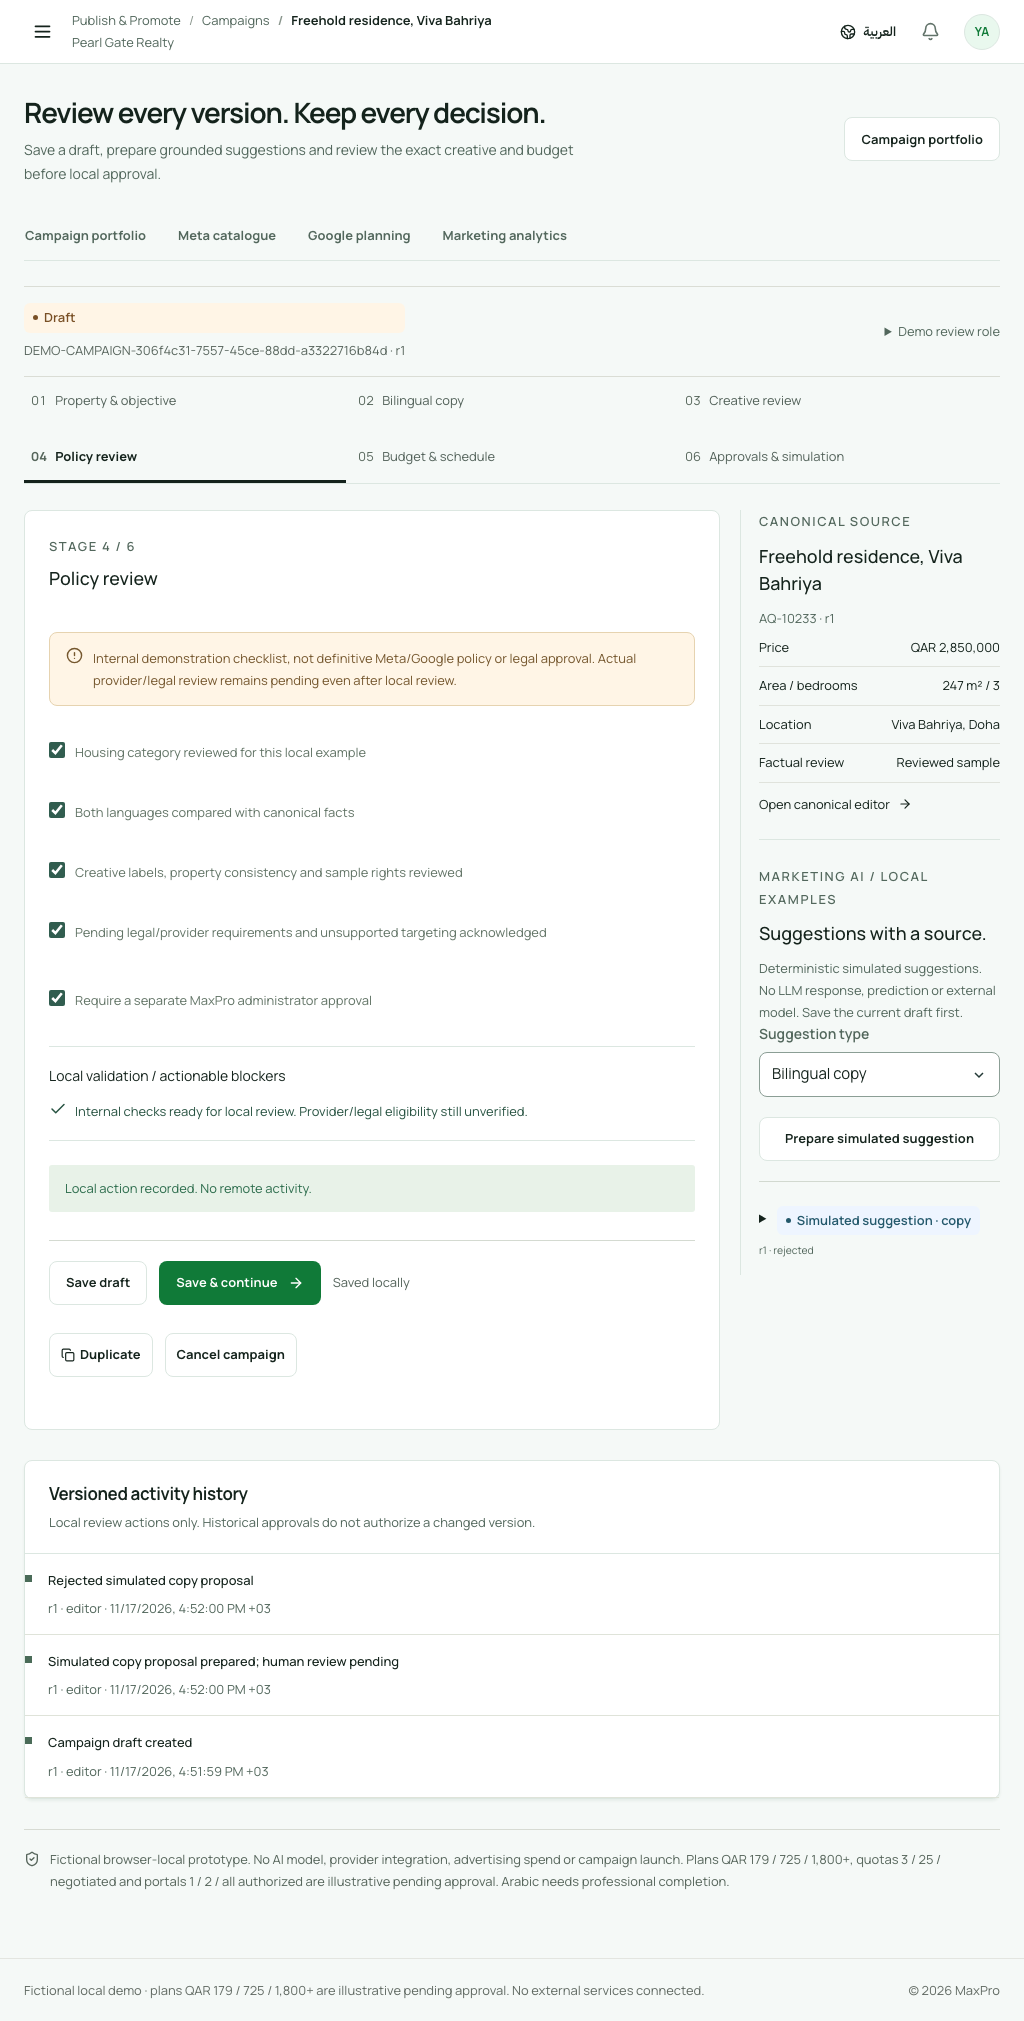 Publish & Promote / Campaigns / Freehold residence, Viva Bahriya
Pearl Gate Realty
العربية
YA
Review every version. Keep every decision.
Save a draft, prepare grounded suggestions and review the exact creative and budget
before local approval.
Campaign portfolio
Campaign portfolio
Meta catalogue
Google planning
Marketing analytics
Draft
DEMO-CAMPAIGN-306f4c31-7557-45ce-88dd-a3322716b84d · r1
Demo review role
01 Property & objective
02 Bilingual copy
03 Creative review
04 Policy review
05 Budget & schedule
06 Approvals & simulation
STAGE 4 / 6
Policy review
Internal demonstration checklist, not definitive Meta/Google policy or legal approval. Actual
provider/legal review remains pending even after local review.
Housing category reviewed for this local example
Both languages compared with canonical facts
Creative labels, property consistency and sample rights reviewed
Pending legal/provider requirements and unsupported targeting acknowledged
Require a separate MaxPro administrator approval
Local validation / actionable blockers
Internal checks ready for local review. Provider/legal eligibility still unverified.
Local action recorded. No remote activity.
Save draft
Save & continue
Saved locally
Duplicate
Cancel campaign
CANONICAL SOURCE
Freehold residence, Viva
Bahriya
AQ-10233 · r1
Price QAR 2,850,000
Area / bedrooms 247 m² / 3
Location Viva Bahriya, Doha
Factual review Reviewed sample
Open canonical editor
MARKETING AI / LOCAL
EXAMPLES
Suggestions with a source.
Deterministic simulated suggestions.
No LLM response, prediction or external
model. Save the current draft first.
Suggestion type
Bilingual copy
Prepare simulated suggestion
Simulated suggestion · copy
r1 · rejected
Versioned activity history
Local review actions only. Historical approvals do not authorize a changed version.
Rejected simulated copy proposal
r1 · editor · 11/17/2026, 4:52:00 PM +03
Simulated copy proposal prepared; human review pending
r1 · editor · 11/17/2026, 4:52:00 PM +03
Campaign draft created
r1 · editor · 11/17/2026, 4:51:59 PM +03
Fictional browser-local prototype. No AI model, provider integration, advertising spend or campaign launch. Plans QAR 179 / 725 / 1,800+, quotas 3 / 25 /
negotiated and portals 1 / 2 / all authorized are illustrative pending approval. Arabic needs professional completion.
Fictional local demo · plans QAR 179 / 725 / 1,800+ are illustrative pending approval. No external services connected.
© 2026 MaxPro